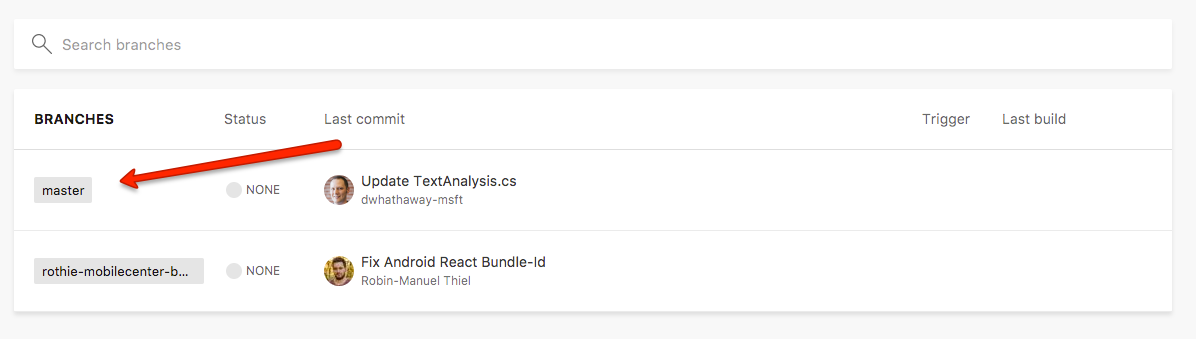 Search branches
BRANCHES Status Last commit Trigger Last build
master NONE Update TextAnalysis.cs
dwhathaway-msft
rothie-mobilecenter-b... NONE Fix Android React Bundle-Id
Robin-Manuel Thiel